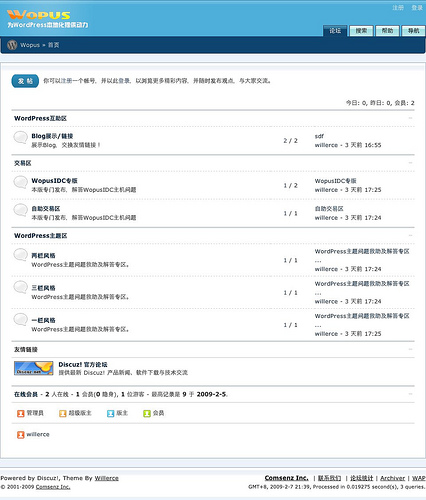 注册 登录
Wopus
为WordPress本地化提供动力
论坛 搜索 帮助 导航
Wopus » 首页
发 帖 你可以注册一个帐号，并以此登录，以浏览更多精彩内容，并随时发布观点，与大家交流。
今日: 0, 昨日: 0, 会员: 2
WordPress互助区
Blog展示/链接 2 / 2 sdf
展示Blog，交换友情链接！ willerce - 3 天前 16:55
交易区
WopusIDC专版 1 / 2 WopusIDC专版
本版专门发布，解答WopusIDC主机问题 willerce - 3 天前 17:25
自助交易区 1 / 1 自助交易区
本版专门发布，解答WopusIDC主机问题 willerce - 3 天前 17:24
WordPress主题区
两栏风格 1 / 1 WordPress主题问题救助及解答专区 ...
WordPress主题问题救助及解答专区。 willerce - 3 天前 17:24
三栏风格 1 / 1 WordPress主题问题救助及解答专区 ...
WordPress主题问题救助及解答专区。 willerce - 3 天前 17:24
一栏风格 1 / 1 WordPress主题问题救助及解答专区 ...
WordPress主题问题救助及解答专区。 willerce - 3 天前 17:25
友情链接
Discuz! 官方论坛
提供最新 Discuz! 产品新闻、软件下载与技术交流
在线会员 - 2 人在线 - 1 会员(0 隐身), 1 位游客 - 最高记录是 9 于 2009-2-5.
管理员 超级版主 版主 会员
willerce
Powered by Discuz!, Theme By Willerce
© 2001-2009 Comsenz Inc.
Comsenz Inc. | 联系我们 | 论坛统计 | Archiver | WAP
GMT+8, 2009-2-7 21:39, Processed in 0.019275 second(s), 3 queries.